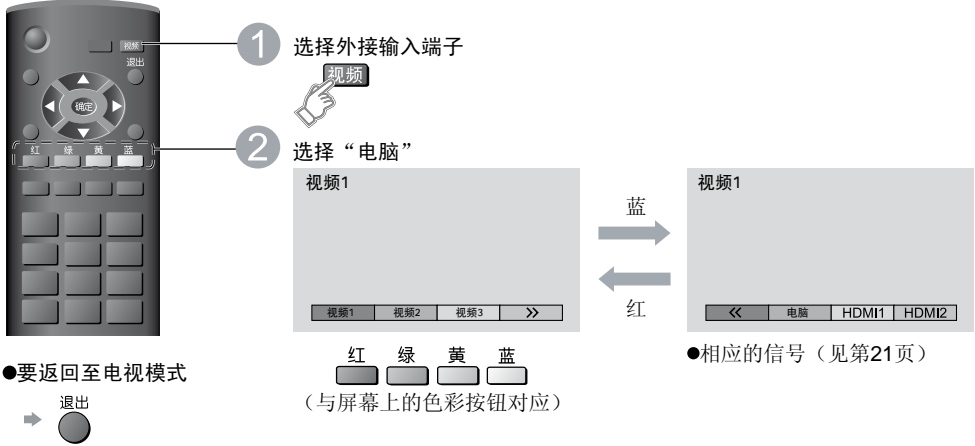 视频
退出
确定
红 绿 黄 蓝
1 选择外接输入端子
视频
2 选择“电脑”
视频1
视频1 视频2 视频3 >>
蓝
红
视频1
<< 电脑 HDMI1 HDMI2
红 绿 黄 蓝
（与屏幕上的色彩按钮对应）
●相应的信号（见第21页）
●要返回至电视模式
退出